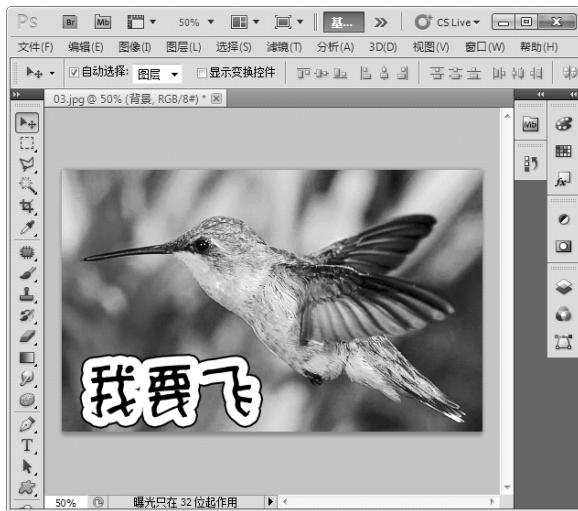 Ps Br Mb 50% 基... CS Live
文件(F) 编辑(E) 图像(I) 图层(L) 选择(S) 滤镜(T) 分析(A) 3D(D) 视图(V) 窗口(W) 帮助(H)
自动选择: 图层 显示变换控件
03.jpg @ 50% (背景, RGB/8#) *
Mb
fx
我要飞
T
50% 曝光只在 32 位起作用